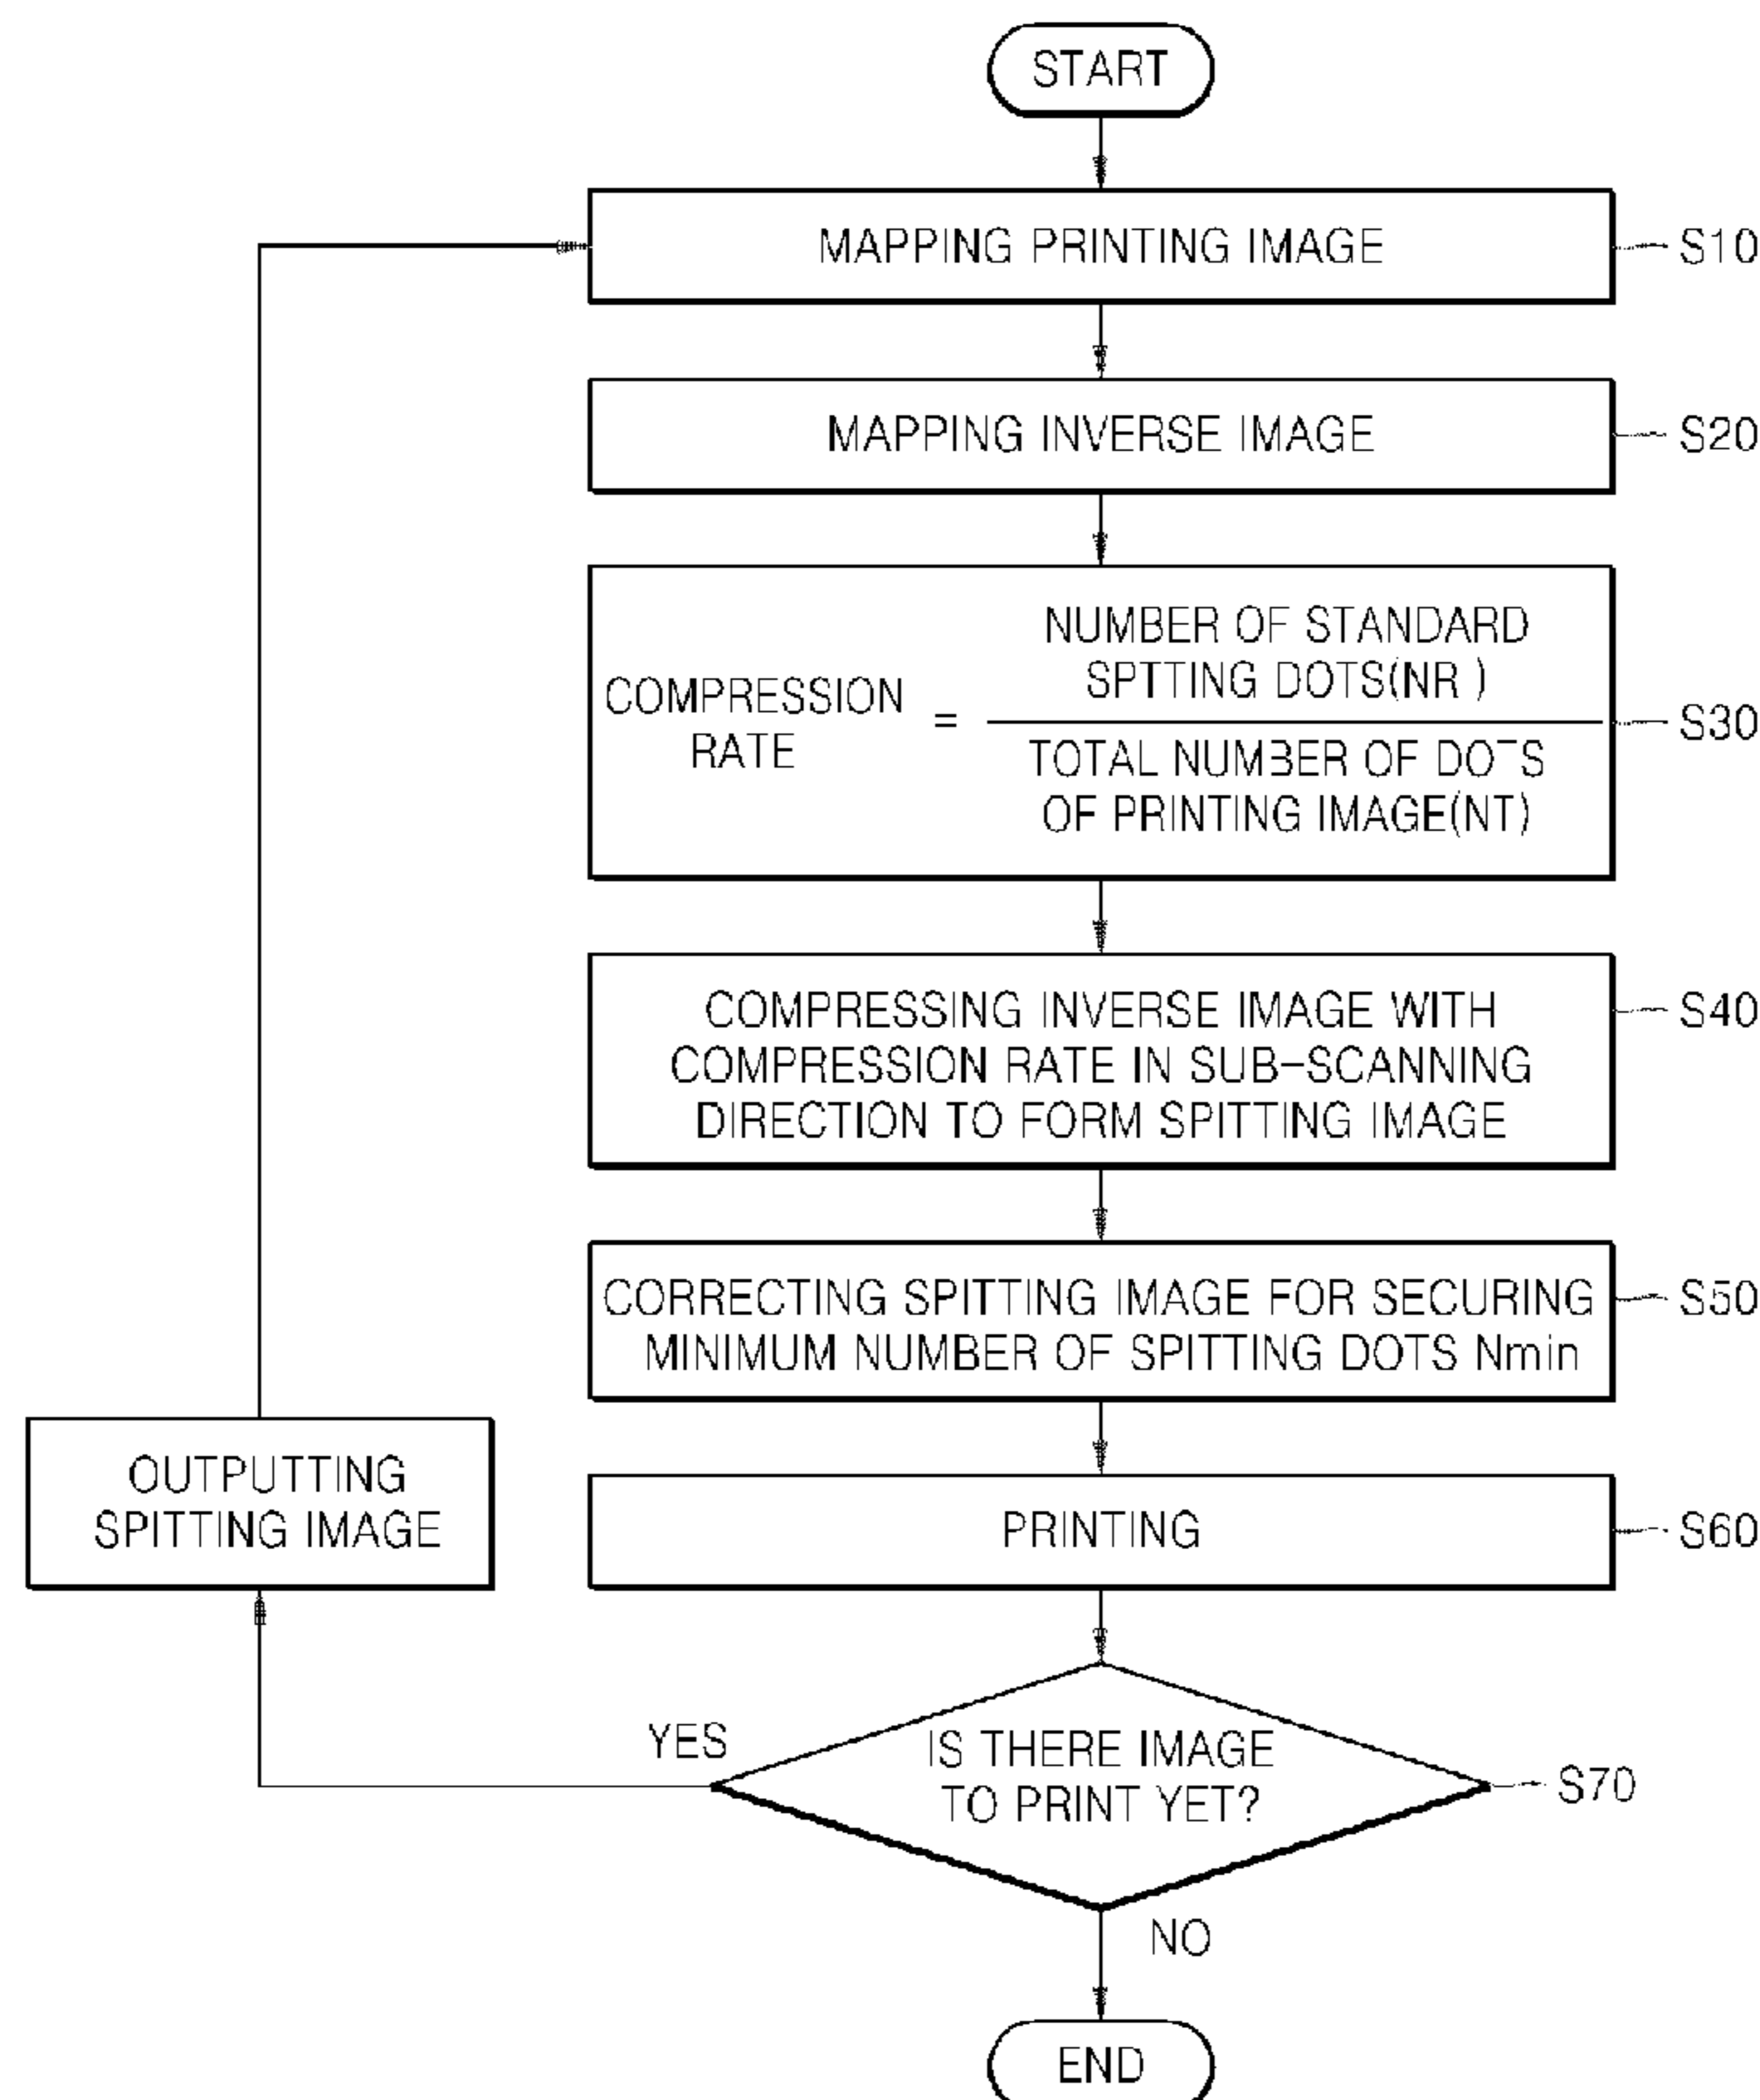 START
MAPPING PRINTING IMAGE
S10
MAPPING INVERSE IMAGE
S20
COMPRESSION
RATE
=
NUMBER OF STANDARD
SPTTING DOTS(NR )
TOTAL NUMBER OF DOTS
OF PRINTING IMAGE(NT)
S30
COMPRESSING INVERSE IMAGE WITH
COMPRESSION RATE IN SUB-SCANNING
DIRECTION TO FORM SPITTING IMAGE
S40
CORRECTING SPITTING IMAGE FOR SECURING
MINIMUM NUMBER OF SPITTING DOTS Nmin
S50
OUTPUTTING
SPITTING IMAGE
PRINTING
S60
YES
IS THERE IMAGE
TO PRINT YET?
S70
NO
END